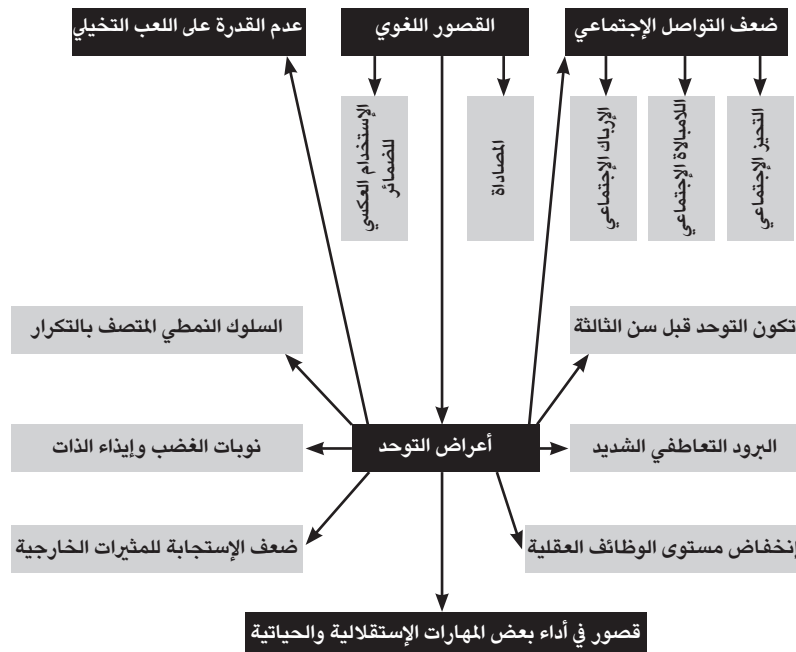 ضعف التواصل الإجتماعي
القصور اللغوي
عدم القدرة على اللعب التخيلي
التحيز الإجتماعي
اللامبالاة الإجتماعي
الإرباك الإجتماعي
المصاداة
الإستخدام العكسي
للضمائر
تكون التوحد قبل سن الثالثة
السلوك النمطي المتصف بالتكرار
البرود التعاطفي الشديد
أعراض التوحد
نوبات الغضب وإيذاء الذات
إنخفاض مستوى الوظائف العقلية
ضعف الإستجابة للمثيرات الخارجية
قصور في أداء بعض المهارات الإستقلالية والحياتية